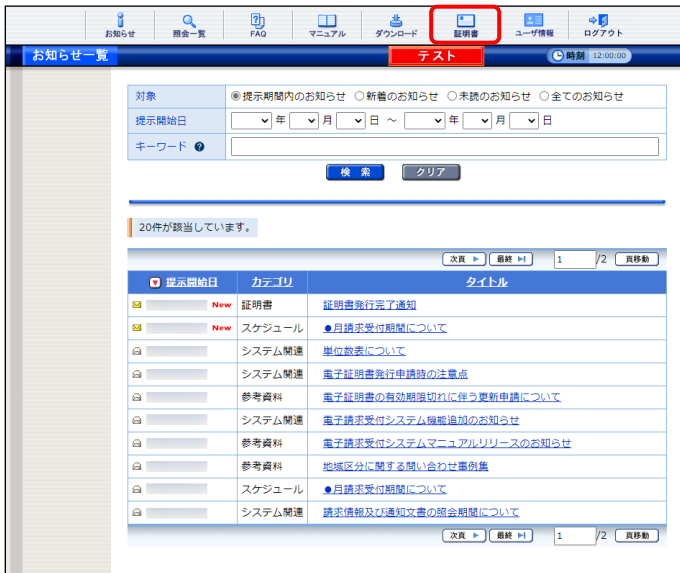 お知らせ 照会一覧 FAQ マニュアル ダウンロード 証明書 ユーザ情報 ログアウト
お知らせ一覧 テスト 時刻 12:00:00
対象 提示期間内のお知らせ 新着のお知らせ 未読のお知らせ 全てのお知らせ
提示開始日 年 月 日 ～ 年 月 日
キーワード ?
検 索 クリア
20件が該当しています。
次頁 最終 1 /2 頁移動
提示開始日 カテゴリ タイトル
New 証明書 証明書発行完了通知
New スケジュール ●月請求受付期間について
システム関連 単位数表について
システム関連 電子証明書発行申請時の注意点
参考資料 電子証明書の有効期限切れに伴う更新申請について
システム関連 電子請求受付システム機能追加のお知らせ
参考資料 電子請求受付システムマニュアルリリースのお知らせ
参考資料 地域区分に関する問い合わせ事例集
スケジュール ●月請求受付期間について
システム関連 請求情報及び通知文書の照会期間について
次頁 最終 1 /2 頁移動